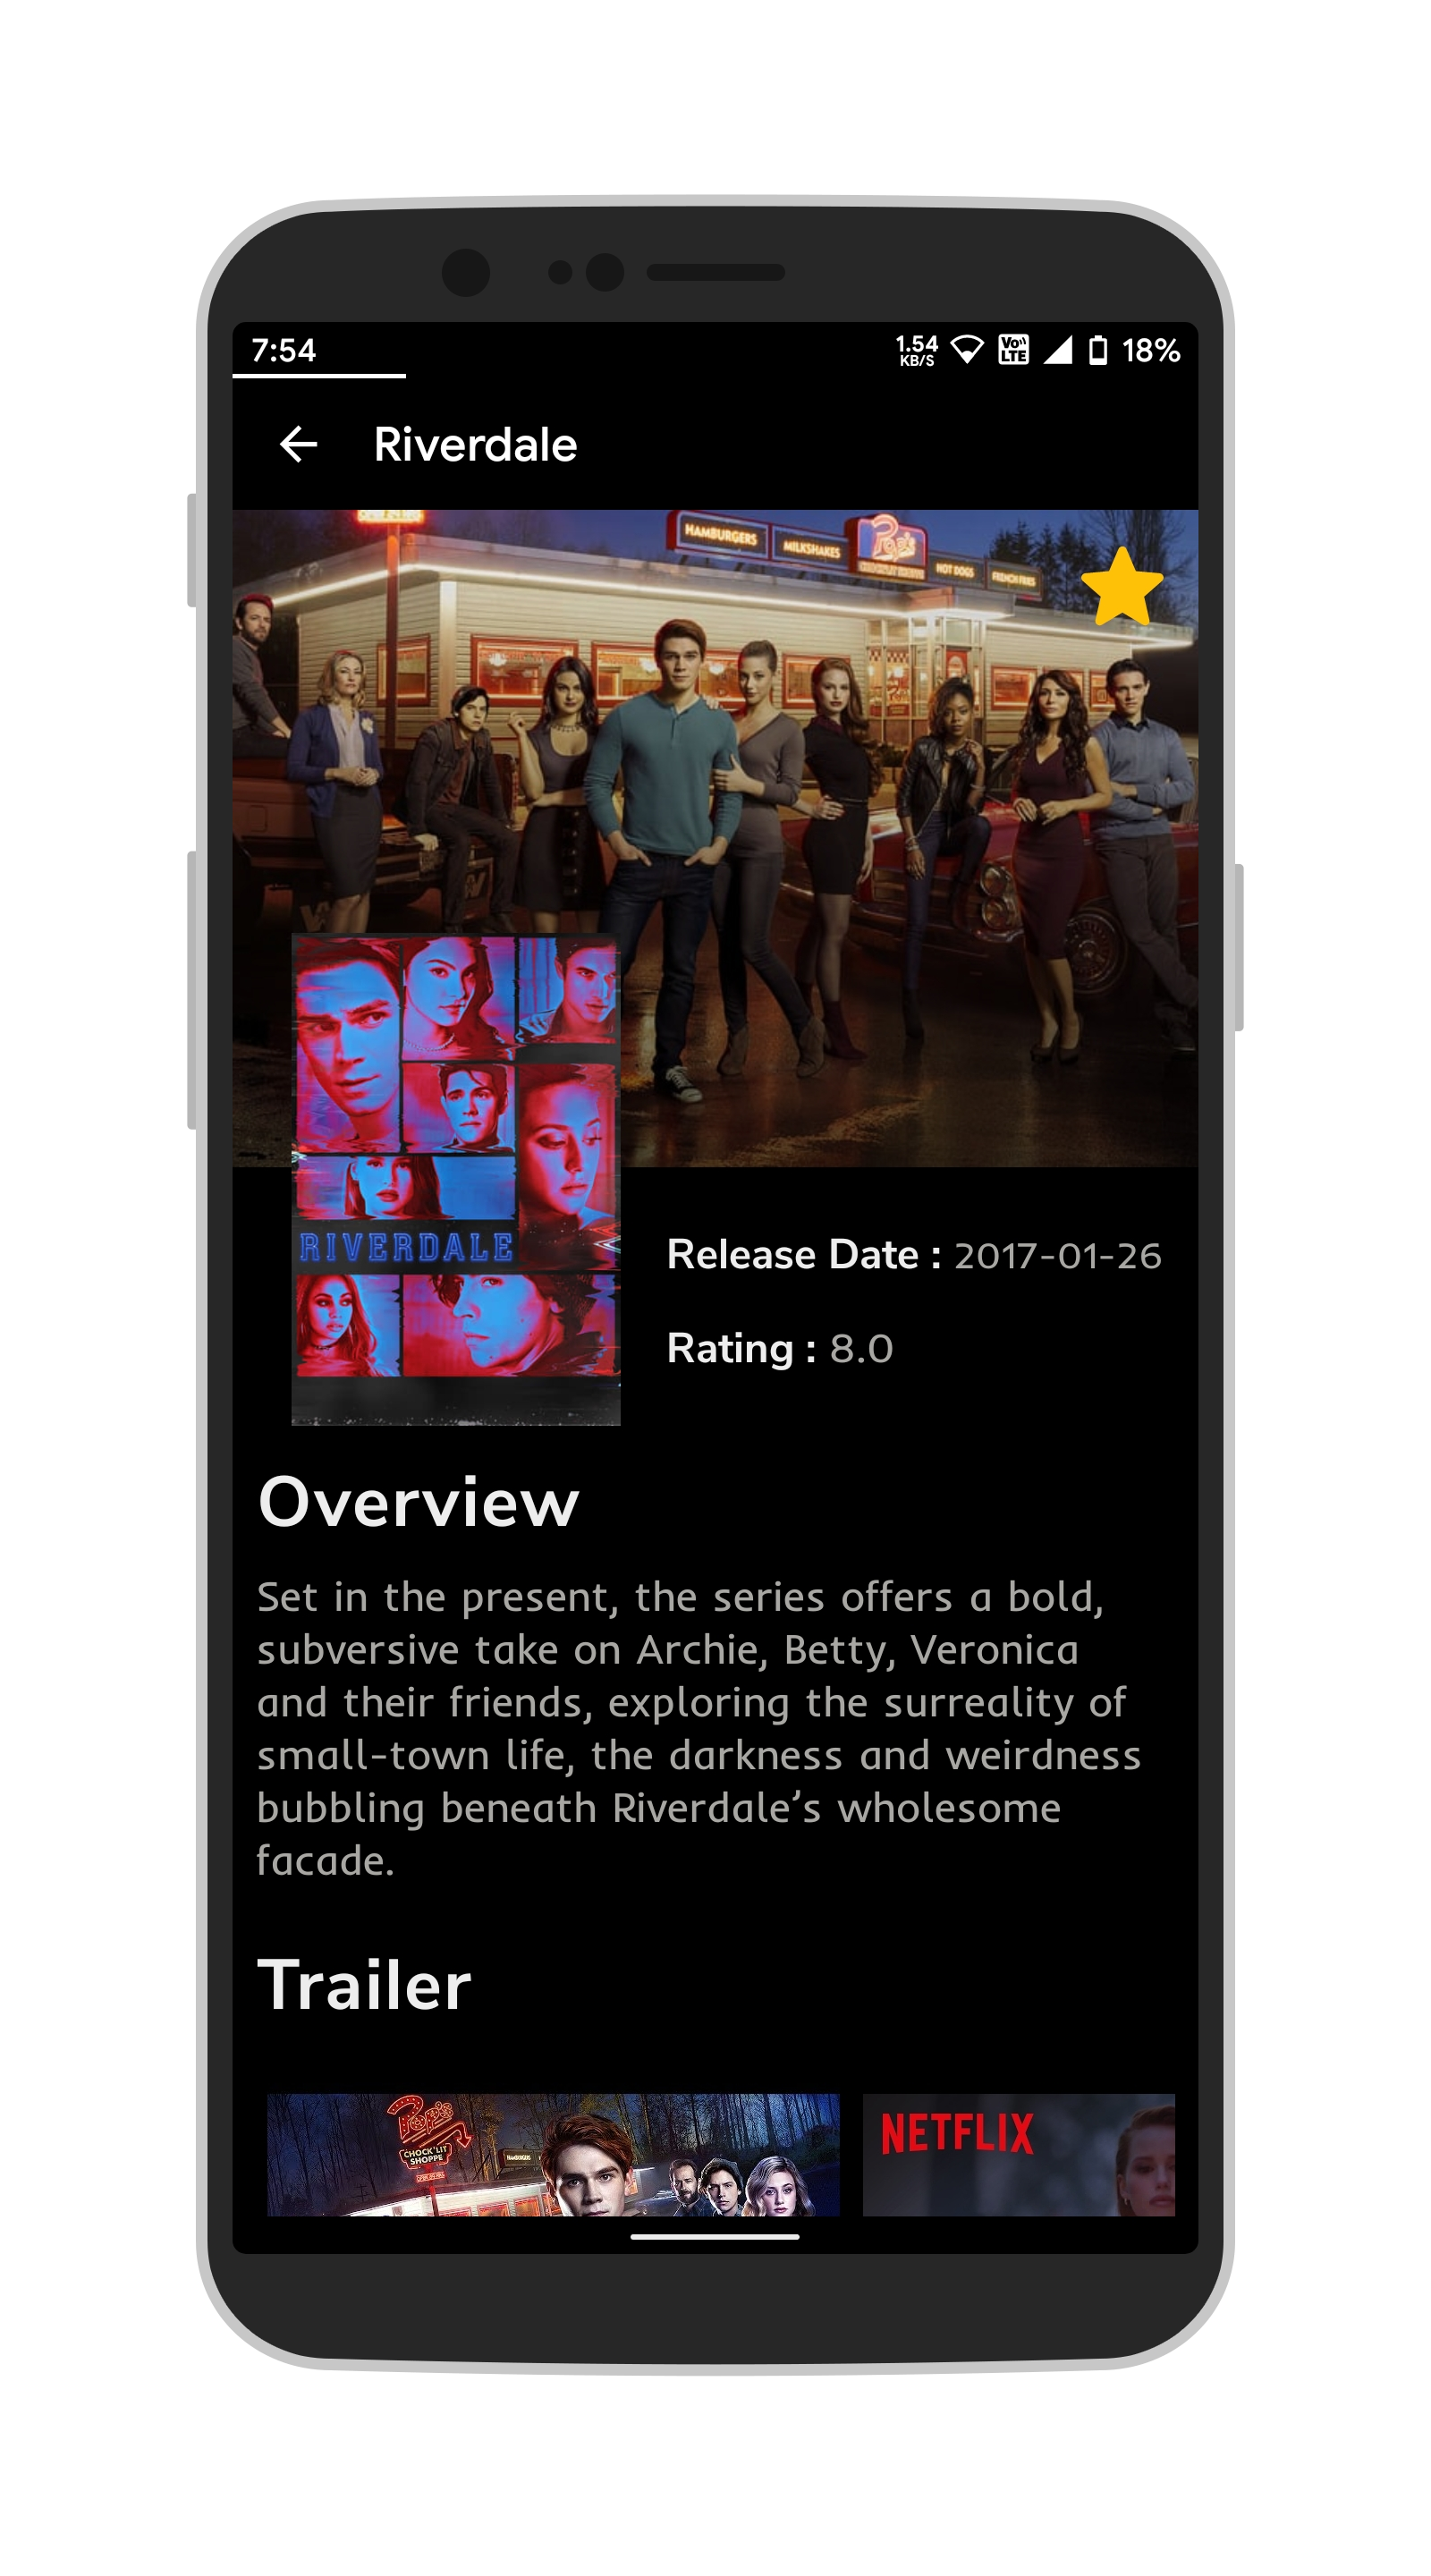 7:54
1.54
KB/S
Vo))
LTE
18%
Riverdale
HAMBURGERS
MILKSHAKES
Pop's
HOT DOGS
FRENCH FRIES
RIVERDALE
Release Date : 2017-01-26
Rating : 8.0
Overview
Set in the present, the series offers a bold,
subversive take on Archie, Betty, Veronica
and their friends, exploring the surreality of
small-town life, the darkness and weirdness
bubbling beneath Riverdale’s wholesome
facade.
Trailer
Pop's
CHOCK'LIT
SHOPPE
HAMBURGERS
NETFLIX